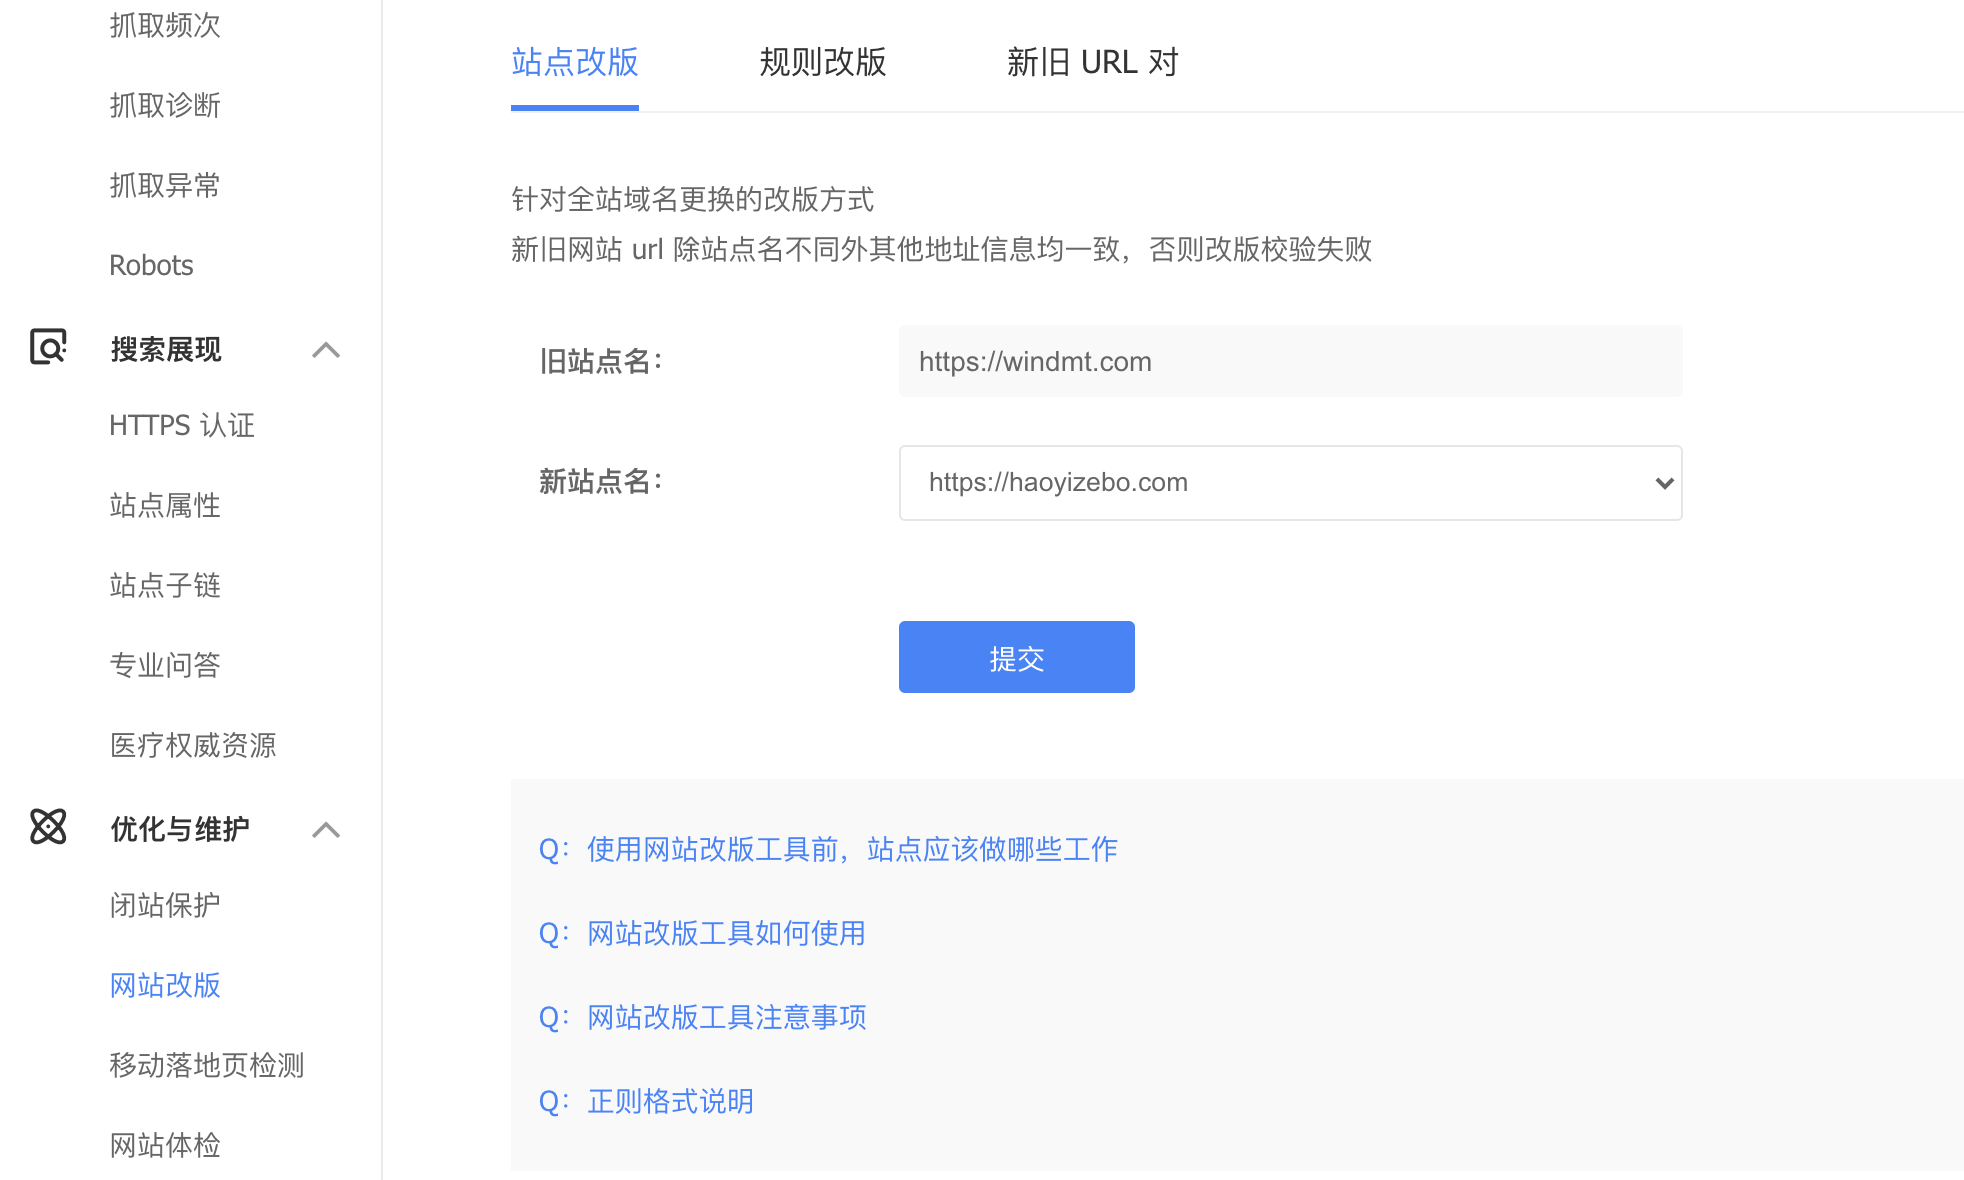 抓取频次
抓取诊断
抓取异常
Robots
搜索展现
HTTPS 认证
站点属性
站点子链
专业问答
医疗权威资源
优化与维护
闭站保护
网站改版
移动落地页检测
网站体检
站点改版
规则改版
新旧 URL 对
针对全站域名更换的改版方式
新旧网站 url 除站点名不同外其他地址信息均一致，否则改版校验失败
旧站点名：
https://windmt.com
新站点名：
https://haoyizebo.com
提交
Q：使用网站改版工具前，站点应该做哪些工作
Q：网站改版工具如何使用
Q：网站改版工具注意事项
Q：正则格式说明